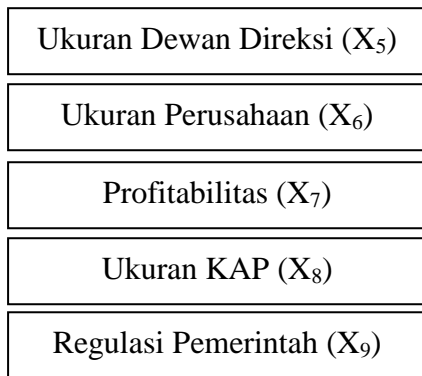 Ukuran Dewan Direksi (X₅)
Ukuran Perusahaan (X₆)
Profitabilitas (X₇)
Ukuran KAP (X₈)
Regulasi Pemerintah (X₉)